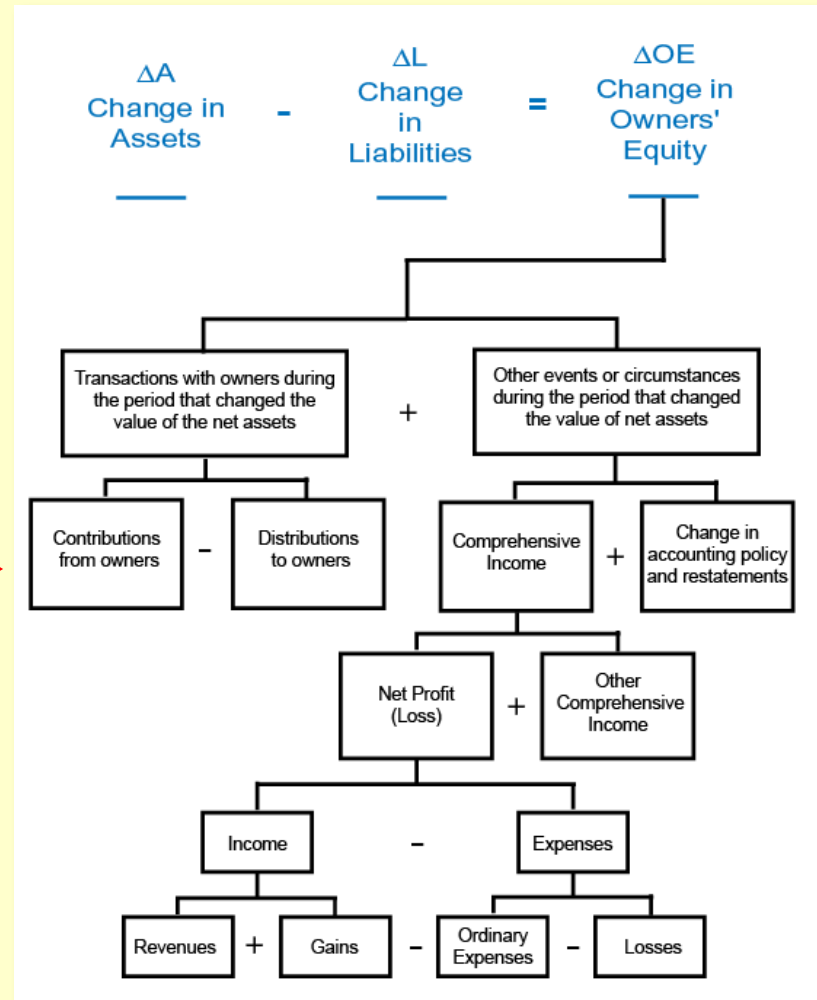 ΔA
Change in
Assets
-
ΔL
Change
in
Liabilities
=
ΔOE
Change in
Owners'
Equity
Transactions with owners during
the period that changed the
value of the net assets
+
Other events or circumstances
during the period that changed
the value of net assets
Contributions
from owners
-
Distributions
to owners
Comprehensive
Income
+
Change in
accounting policy
and restatements
Net Profit
(Loss)
+
Other
Comprehensive
Income
Income
-
Expenses
Revenues
+
Gains
-
Ordinary
Expenses
-
Losses